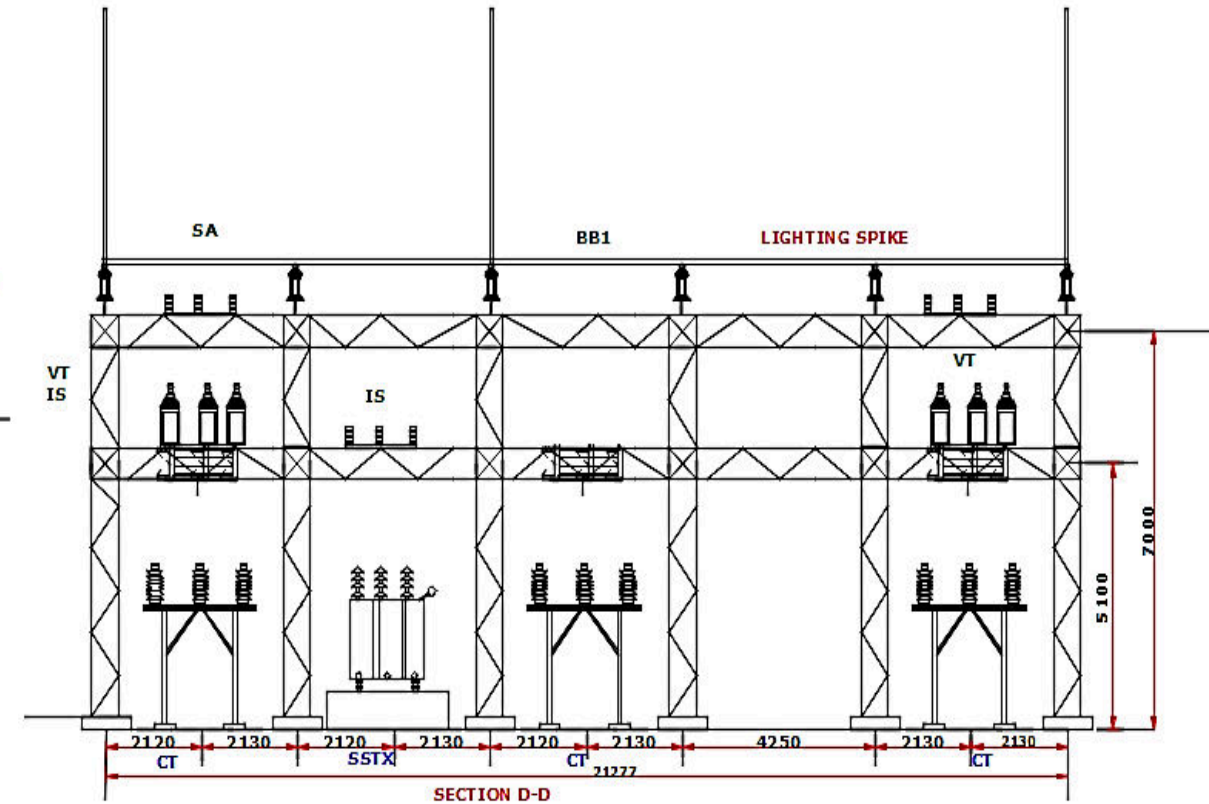 SA
BB1
LIGHTING SPIKE
VT
IS
IS
VT
7000
5100
2120 2130 2120 2130 2120 2130 4250 2130 2130
CT SSTX CT CT
21277
SECTION D-D